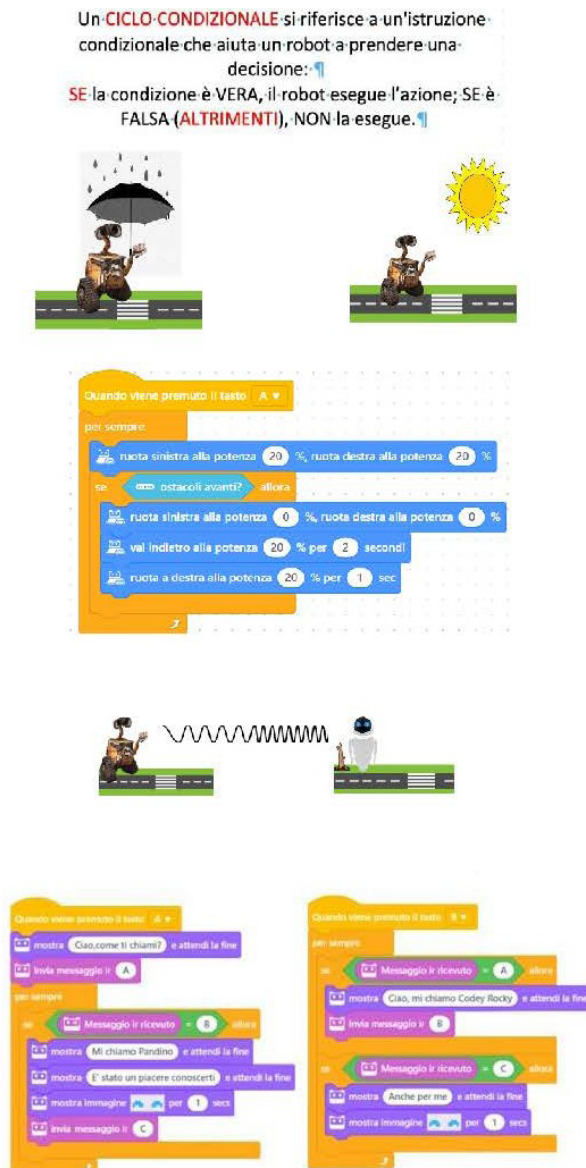 Un CICLO CONDIZIONALE si riferisce a un'istruzione
condizionale che aiuta un robot a prendere una
decisione: ¶
SE la condizione è VERA, il robot esegue l'azione; SE è
FALSA (ALTRIMENTI), NON la esegue. ¶
Quando viene premuto il tasto A
per sempre
ruota sinistra alla potenza 20 %, ruota destra alla potenza 20 %
se ostacoli avanti? allora
ruota sinistra alla potenza 0 %, ruota destra alla potenza 0 %
vai indietro alla potenza 20 % per 2 secondi
ruota a destra alla potenza 20 % per 1 sec
Quando viene premuto il tasto A
mostra Ciao,come ti chiami? e attendi la fine
Invia messaggio ir A
per sempre
se Messaggio ir ricevuto = B allora
mostra Mi chiamo Pandino e attendi la fine
mostra E' stato un piacere conoscerti e attendi la fine
mostra immagine per 1 secs
invia messaggio ir C
Quando viene premuto il tasto B
per sempre
se Messaggio ir ricevuto = A allora
mostra Ciao, mi chiamo Codey Rocky e attendi la fine
Invia messaggio ir B
se Messaggio ir ricevuto = C allora
mostra Anche per me e attendi la fine
mostra immagine per 1 secs